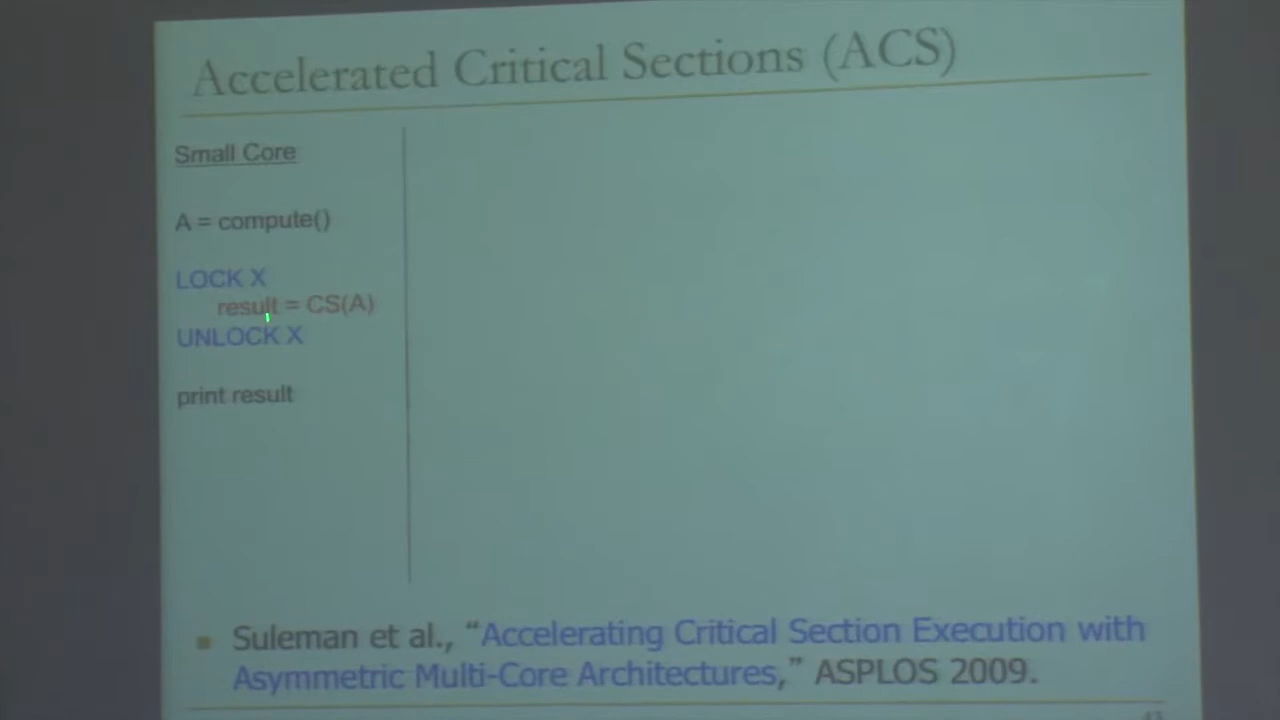 Accelerated Critical Sections (ACS)
Small Core
A = compute()
LOCK X
result = CS(A)
UNLOCK X
print result
Suleman et al., “Accelerating Critical Section Execution with
Asymmetric Multi-Core Architectures,” ASPLOS 2009.